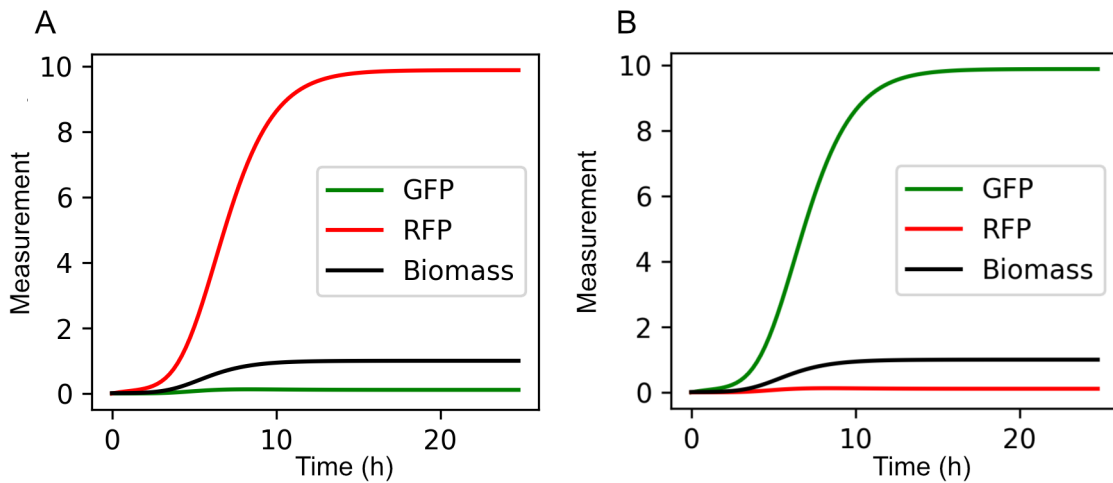 A
Measurement
10
8
6
4
2
0
GFP
RFP
Biomass
0 10 20
Time (h)
B
Measurement
10
8
6
4
2
0
GFP
RFP
Biomass
0 10 20
Time (h)